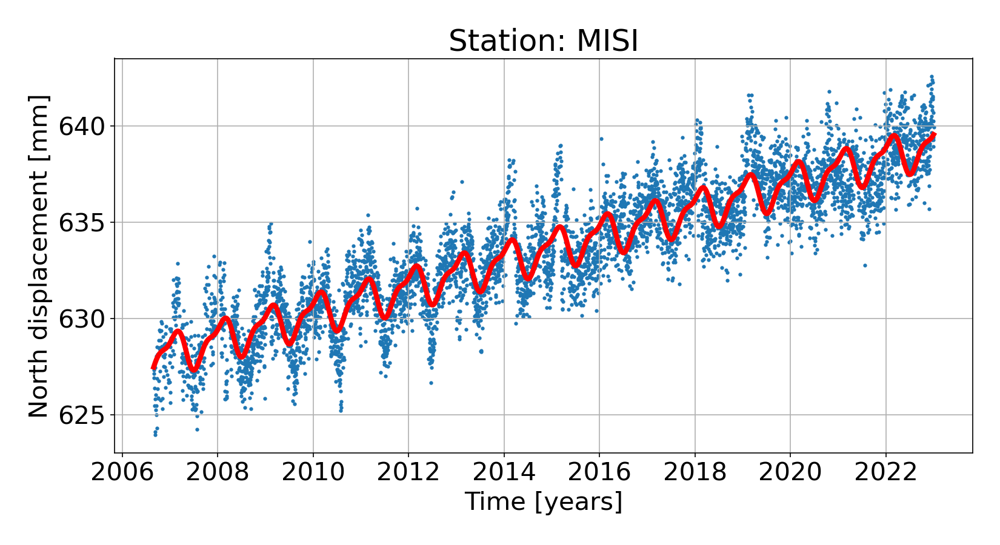 Station: MISI
North displacement [mm]
640
635
630
625
2006 2008 2010 2012 2014 2016 2018 2020 2022
Time [years]